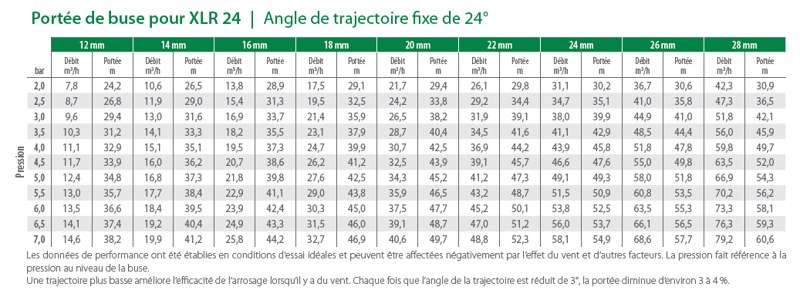 Portée de buse pour XLR 24 | Angle de trajectoire fixe de 24°
12 mm 14 mm 16 mm 18 mm 20 mm 22 mm 24 mm 26 mm 28 mm
Débit Portée Débit Portée Débit Portée Débit Portée Débit Portée Débit Portée Débit Portée Débit Portée Débit Portée
bar m³/h m m³/h m m³/h m m³/h m m³/h m m³/h m m³/h m m³/h m m³/h m
Pression
2,0 7,8 24,2 10,6 26,5 13,8 28,9 17,5 29,1 21,7 29,4 26,1 29,8 31,1 30,2 36,7 30,6 42,3 30,9
2,5 8,7 26,8 11,9 29,0 15,4 31,3 19,5 32,5 24,2 33,8 29,2 34,4 34,7 35,1 41,0 35,8 47,3 36,5
3,0 9,6 29,4 13,0 31,6 16,9 33,7 21,4 35,9 26,5 38,2 31,9 39,1 38,0 39,9 44,9 41,0 51,8 42,1
3,5 10,3 31,2 14,1 33,3 18,2 35,5 23,1 37,9 28,7 40,4 34,5 41,6 41,1 42,9 48,5 44,4 56,0 45,9
4,0 11,1 32,9 15,1 35,1 19,5 37,3 24,7 39,9 30,7 42,5 36,9 44,2 43,9 45,8 51,8 47,8 59,8 49,7
4,5 11,7 33,9 16,0 36,2 20,7 38,6 26,2 41,2 32,5 43,9 39,1 45,7 46,6 47,6 55,0 49,8 63,5 52,0
5,0 12,4 34,8 16,8 37,3 21,8 39,8 27,6 42,5 34,3 45,2 41,2 47,1 49,1 49,3 58,0 51,8 66,9 54,3
5,5 13,0 35,7 17,7 38,4 22,9 41,1 29,0 43,8 35,9 46,5 43,2 48,7 51,5 50,9 60,8 53,5 70,2 56,2
6,0 13,5 36,6 18,4 39,5 23,9 42,4 30,3 45,0 37,5 47,7 45,2 50,1 53,8 52,5 63,5 55,3 73,3 58,1
6,5 14,1 37,4 19,2 40,4 24,9 43,3 31,5 46,0 39,1 48,7 47,0 51,2 56,0 53,7 66,1 56,5 76,3 59,3
7,0 14,6 38,2 19,9 41,2 25,8 44,2 32,7 46,9 40,6 49,7 48,8 52,3 58,1 54,9 68,6 57,7 79,2 60,6
Les données de performance ont été établies en conditions d'essai idéales et peuvent être affectées négativement par l'effet du vent et d'autres facteurs. La pression fait référence à la
pression au niveau de la buse.
Une trajectoire plus basse améliore l'efficacité de l'arrosage lorsqu'il y a du vent. Chaque fois que l'angle de la trajectoire est réduit de 3°, la portée diminue d'environ 3 à 4 %.